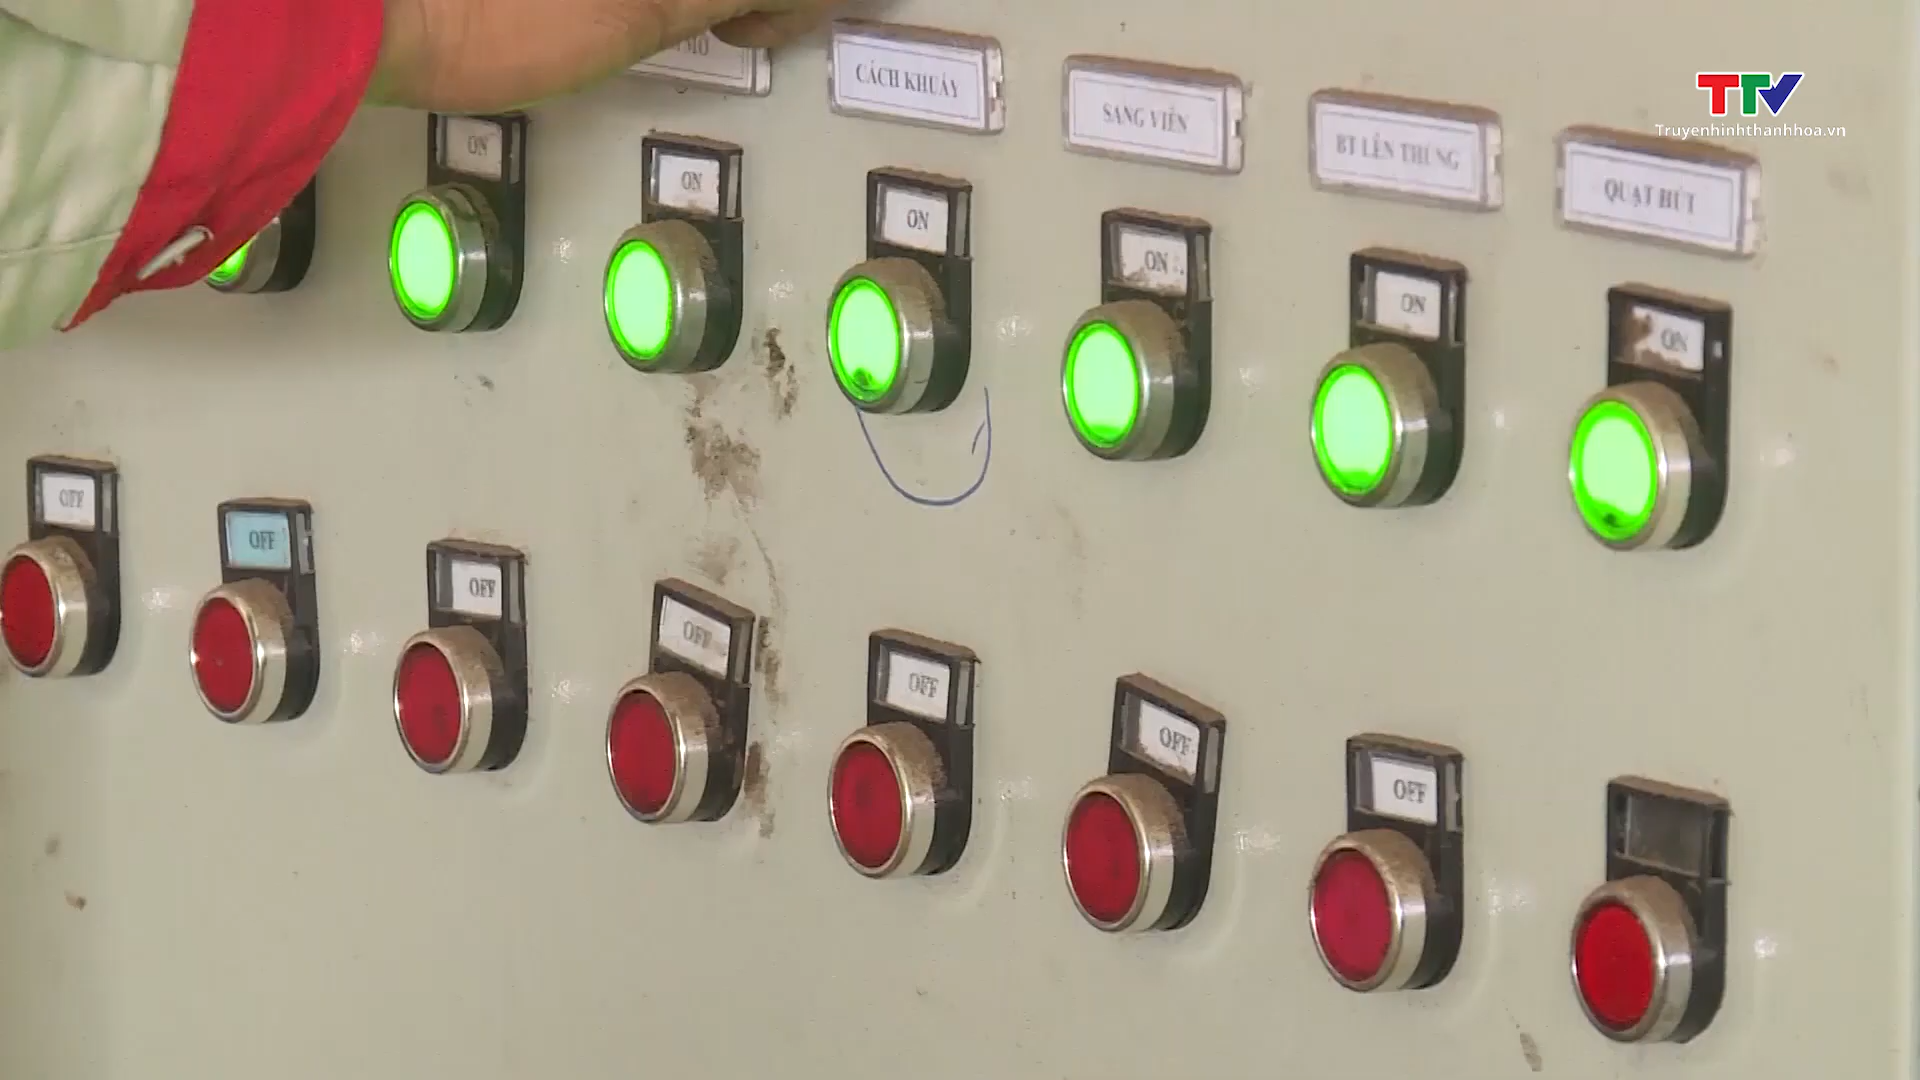 TTV
Truyenhinhthanhhoa.vn
CÁCH KHUẤY
SANG VIÊN
BT LÊN THÙNG
QUẠT HÚT
ON
ON
ON
ON
ON
ON
OFF
OFF
OFF
OFF
OFF
OFF
OFF